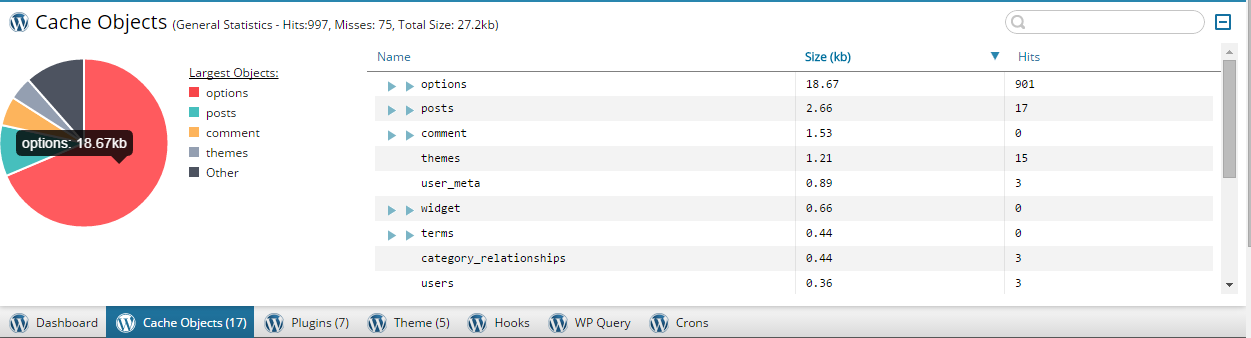 Cache Objects (General Statistics - Hits:997, Misses: 75, Total Size: 27.2kb)
Largest Objects:
options
posts
comment
themes
Other
options: 18.67kb
Name Size (kb) Hits
options 18.67 901
posts 2.66 17
comment 1.53 0
themes 1.21 15
user_meta 0.89 3
widget 0.66 0
terms 0.44 0
category_relationships 0.44 3
users 0.36 3
Dashboard Cache Objects (17) Plugins (7) Theme (5) Hooks WP Query Crons